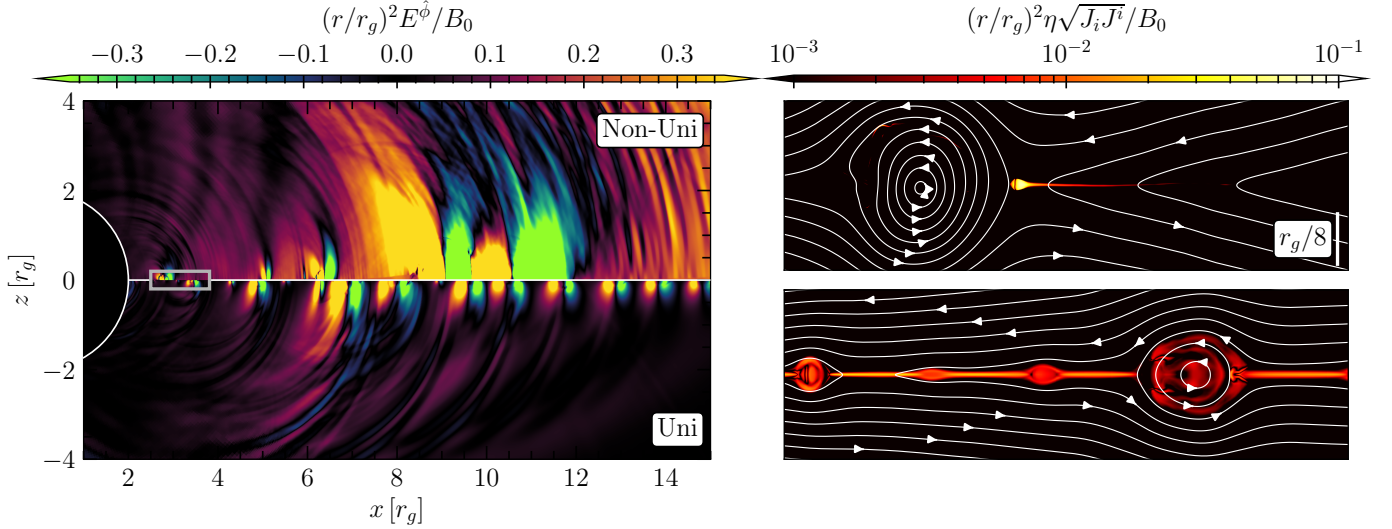 (r/r_g)^2 E^{\hat{ϕ}}/B_0
−0.3 −0.2 −0.1 0.0 0.1 0.2 0.3
4
2
0
−2
−4
z [r_g]
Non-Uni
Uni
2 4 6 8 10 12 14
x [r_g]
(r/r_g)^2 η√(J_i J^i)/B_0
10^{−3} 10^{−2} 10^{−1}
r_g/8